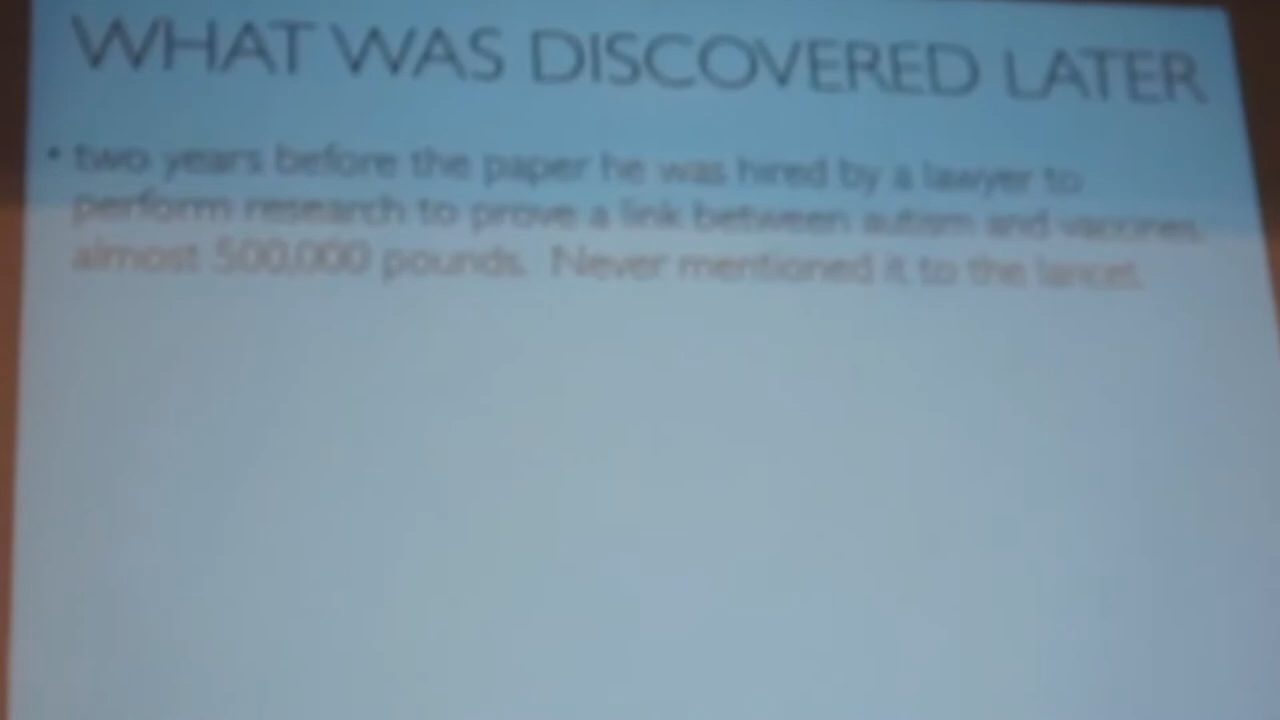 WHAT WAS DISCOVERED LATER
• two years before the paper he was hired by a lawyer to
perform research to prove a link between autism and vaccines.
almost 500,000 pounds. Never mentioned it to the lancet.